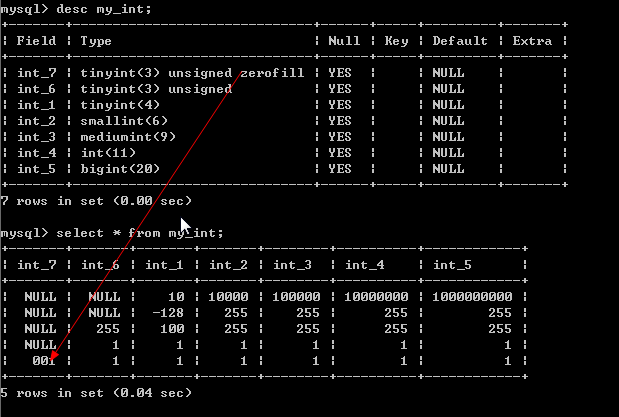 mysql> desc my_int;
+-------+------------------------------+------+-----+---------+-------+
| Field | Type                         | Null | Key | Default | Extra |
+-------+------------------------------+------+-----+---------+-------+
| int_7 | tinyint(3) unsigned zerofill | YES  |     | NULL    |       |
| int_6 | tinyint(3) unsigned          | YES  |     | NULL    |       |
| int_1 | tinyint(4)                   | YES  |     | NULL    |       |
| int_2 | smallint(6)                  | YES  |     | NULL    |       |
| int_3 | mediumint(9)                 | YES  |     | NULL    |       |
| int_4 | int(11)                      | YES  |     | NULL    |       |
| int_5 | bigint(20)                   | YES  |     | NULL    |       |
+-------+------------------------------+------+-----+---------+-------+
7 rows in set (0.00 sec)
mysql> select * from my_int;
+-------+-------+-------+-------+--------+----------+------------+
| int_7 | int_6 | int_1 | int_2 | int_3  | int_4    | int_5      |
+-------+-------+-------+-------+--------+----------+------------+
|  NULL |  NULL |    10 | 10000 | 100000 | 10000000 | 1000000000 |
|  NULL |  NULL |  -128 |   255 |    255 |      255 |        255 |
|  NULL |   255 |   100 |   255 |    255 |      255 |        255 |
|  NULL |     1 |     1 |     1 |      1 |        1 |          1 |
|   001 |     1 |     1 |     1 |      1 |        1 |          1 |
+-------+-------+-------+-------+--------+----------+------------+
5 rows in set (0.04 sec)